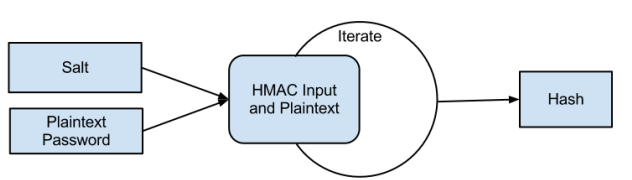 Iterate
Salt
HMAC Input
and Plaintext
Hash
Plaintext
Password